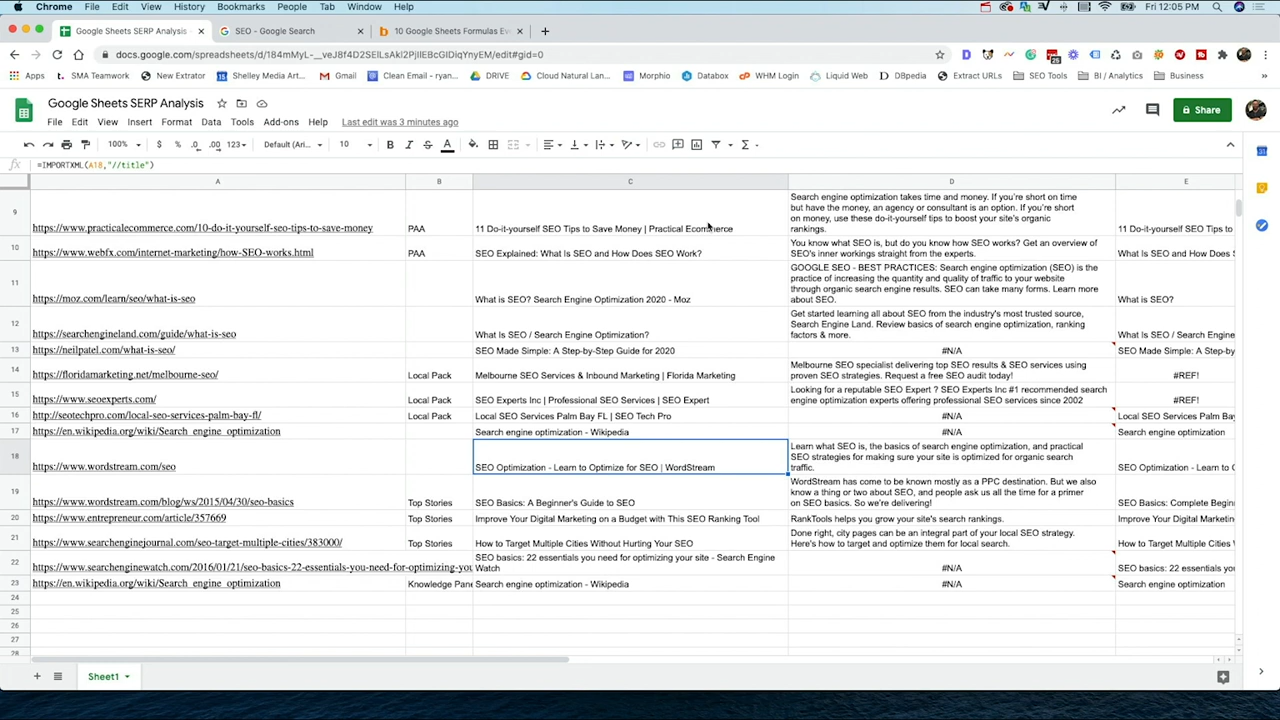 Chrome File Edit View History Bookmarks People Tab Window Help Fri 12:05 PM
Google Sheets SERP Analysis - SEO - Google Search 10 Google Sheets Formulas Eve
docs.google.com/spreadsheets/d/184mMyL-__veJ8f4D2SElLsAkI2PjIIEBcGIDiqYnyEM/edit#gid=0
Apps SMA Teamwork New Extrator Shelley Media Art... Gmail Clean Email - ryan... DRIVE Cloud Natural Lan... Morphio Databox WHM Login Liquid Web DBpedia Extract URLs SEO Tools BI / Analytics Business
Google Sheets SERP Analysis
Share
File Edit View Insert Format Data Tools Add-ons Help Last edit was 3 minutes ago
100% $ % .0 .00 123 Default (Ari... 10 B I S A
fx =IMPORTXML(A18,"//title")
A B C D E
9 https://www.practicalecommerce.com/10-do-it-yourself-seo-tips-to-save-money PAA 11 Do-it-yourself SEO Tips to Save Money | Practical Ecommerce
Search engine optimization takes time and money. If you're short on time
but have the money, an agency or consultant is an option. If you're short
on money, use these do-it-yourself tips to boost your site's organic
rankings.
11 Do-it-yourself SEO Tips to
10 https://www.webfx.com/internet-marketing/how-SEO-works.html PAA SEO Explained: What Is SEO and How Does SEO Work?
You know what SEO is, but do you know how SEO works? Get an overview of
SEO's inner workings straight from the experts.
What Is SEO and How Does
11 https://moz.com/learn/seo/what-is-seo What is SEO? Search Engine Optimization 2020 - Moz
GOOGLE SEO - BEST PRACTICES: Search engine optimization (SEO) is the
practice of increasing the quantity and quality of traffic to your website
through organic search engine results. SEO can take many forms. Learn more
about SEO.
What is SEO?
12 https://searchengineland.com/guide/what-is-seo What Is SEO / Search Engine Optimization?
Get started learning all about SEO from the industry's most trusted source,
Search Engine Land. Review basics of search engine optimization, ranking
factors & more.
What Is SEO / Search Engine
13 https://neilpatel.com/what-is-seo/ SEO Made Simple: A Step-by-Step Guide for 2020 #N/A SEO Made Simple: A Step-by
14 https://floridamarketing.net/melbourne-seo/ Local Pack Melbourne SEO Services & Inbound Marketing | Florida Marketing
Melbourne SEO specialist delivering top SEO results & SEO services using
proven SEO strategies. Request a free SEO audit today!
#REF!
15 https://www.seoexperts.com/ Local Pack SEO Experts Inc | Professional SEO Services | SEO Expert
Looking for a reputable SEO Expert ? SEO Experts Inc #1 recommended search
engine optimization experts offering professional SEO services since 2002
#REF!
16 http://seotechpro.com/local-seo-services-palm-bay-fl/ Local Pack Local SEO Services Palm Bay FL | SEO Tech Pro #N/A Local SEO Services Palm Bay
17 https://en.wikipedia.org/wiki/Search_engine_optimization Search engine optimization - Wikipedia #N/A Search engine optimization
18 https://www.wordstream.com/seo SEO Optimization - Learn to Optimize for SEO | WordStream
Learn what SEO is, the basics of search engine optimization, and practical
SEO strategies for making sure your site is optimized for organic search
traffic.
SEO Optimization - Learn to O
19 https://www.wordstream.com/blog/ws/2015/04/30/seo-basics Top Stories SEO Basics: A Beginner's Guide to SEO
WordStream has come to be known mostly as a PPC destination. But we also
know a thing or two about SEO, and people ask us all the time for a primer
on SEO basics. So we're delivering!
SEO Basics: Complete Begin
20 https://www.entrepreneur.com/article/357669 Top Stories Improve Your Digital Marketing on a Budget with This SEO Ranking Tool RankTools helps you grow your site's search rankings. Improve Your Digital Marketing
21 https://www.searchenginejournal.com/seo-target-multiple-cities/383000/ Top Stories How to Target Multiple Cities Without Hurting Your SEO
Done right, city pages can be an integral part of your local SEO strategy.
Here's how to target and optimize them for local search.
How to Target Multiple Cities
22 https://www.searchenginewatch.com/2016/01/21/seo-basics-22-essentials-you-need-for-optimizing-you
SEO basics: 22 essentials you need for optimizing your site - Search Engine
Watch
#N/A SEO basics: 22 essentials you
23 https://en.wikipedia.org/wiki/Search_engine_optimization Knowledge Pane Search engine optimization - Wikipedia #N/A Search engine optimization
24
25
26
27
28
Sheet1